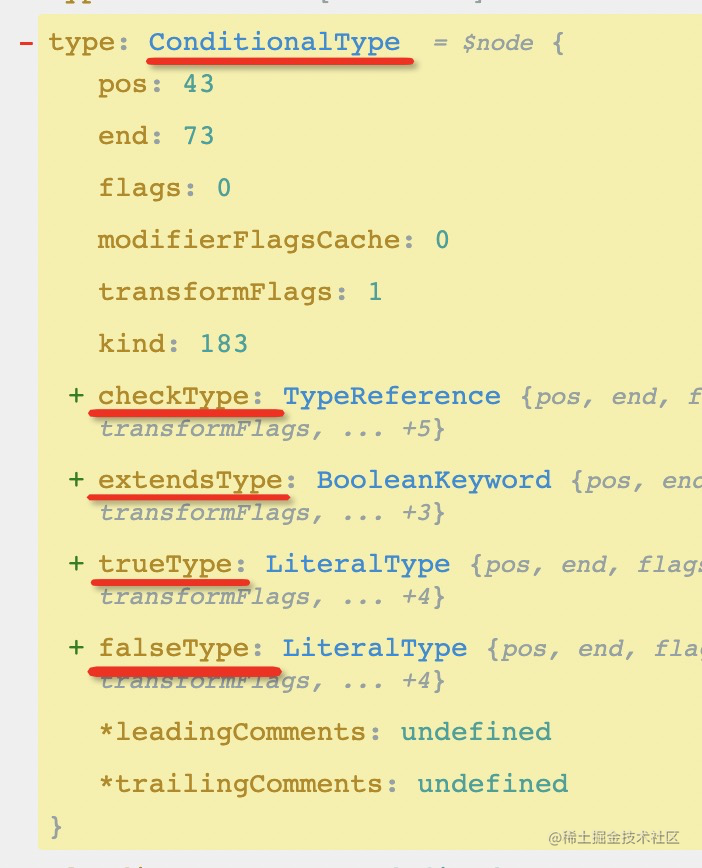 type: ConditionalType = $node {
pos: 43
end: 73
flags: 0
modifierFlagsCache: 0
transformFlags: 1
kind: 183
+ checkType: TypeReference {pos, end, f
transformFlags, ... +5}
+ extendsType: BooleanKeyword {pos, end
transformFlags, ... +3}
+ trueType: LiteralType {pos, end, flags
transformFlags, ... +4}
+ falseType: LiteralType {pos, end, flag
transformFlags, ... +4}
*leadingComments: undefined
*trailingComments: undefined
}
@稀土掘金技术社区